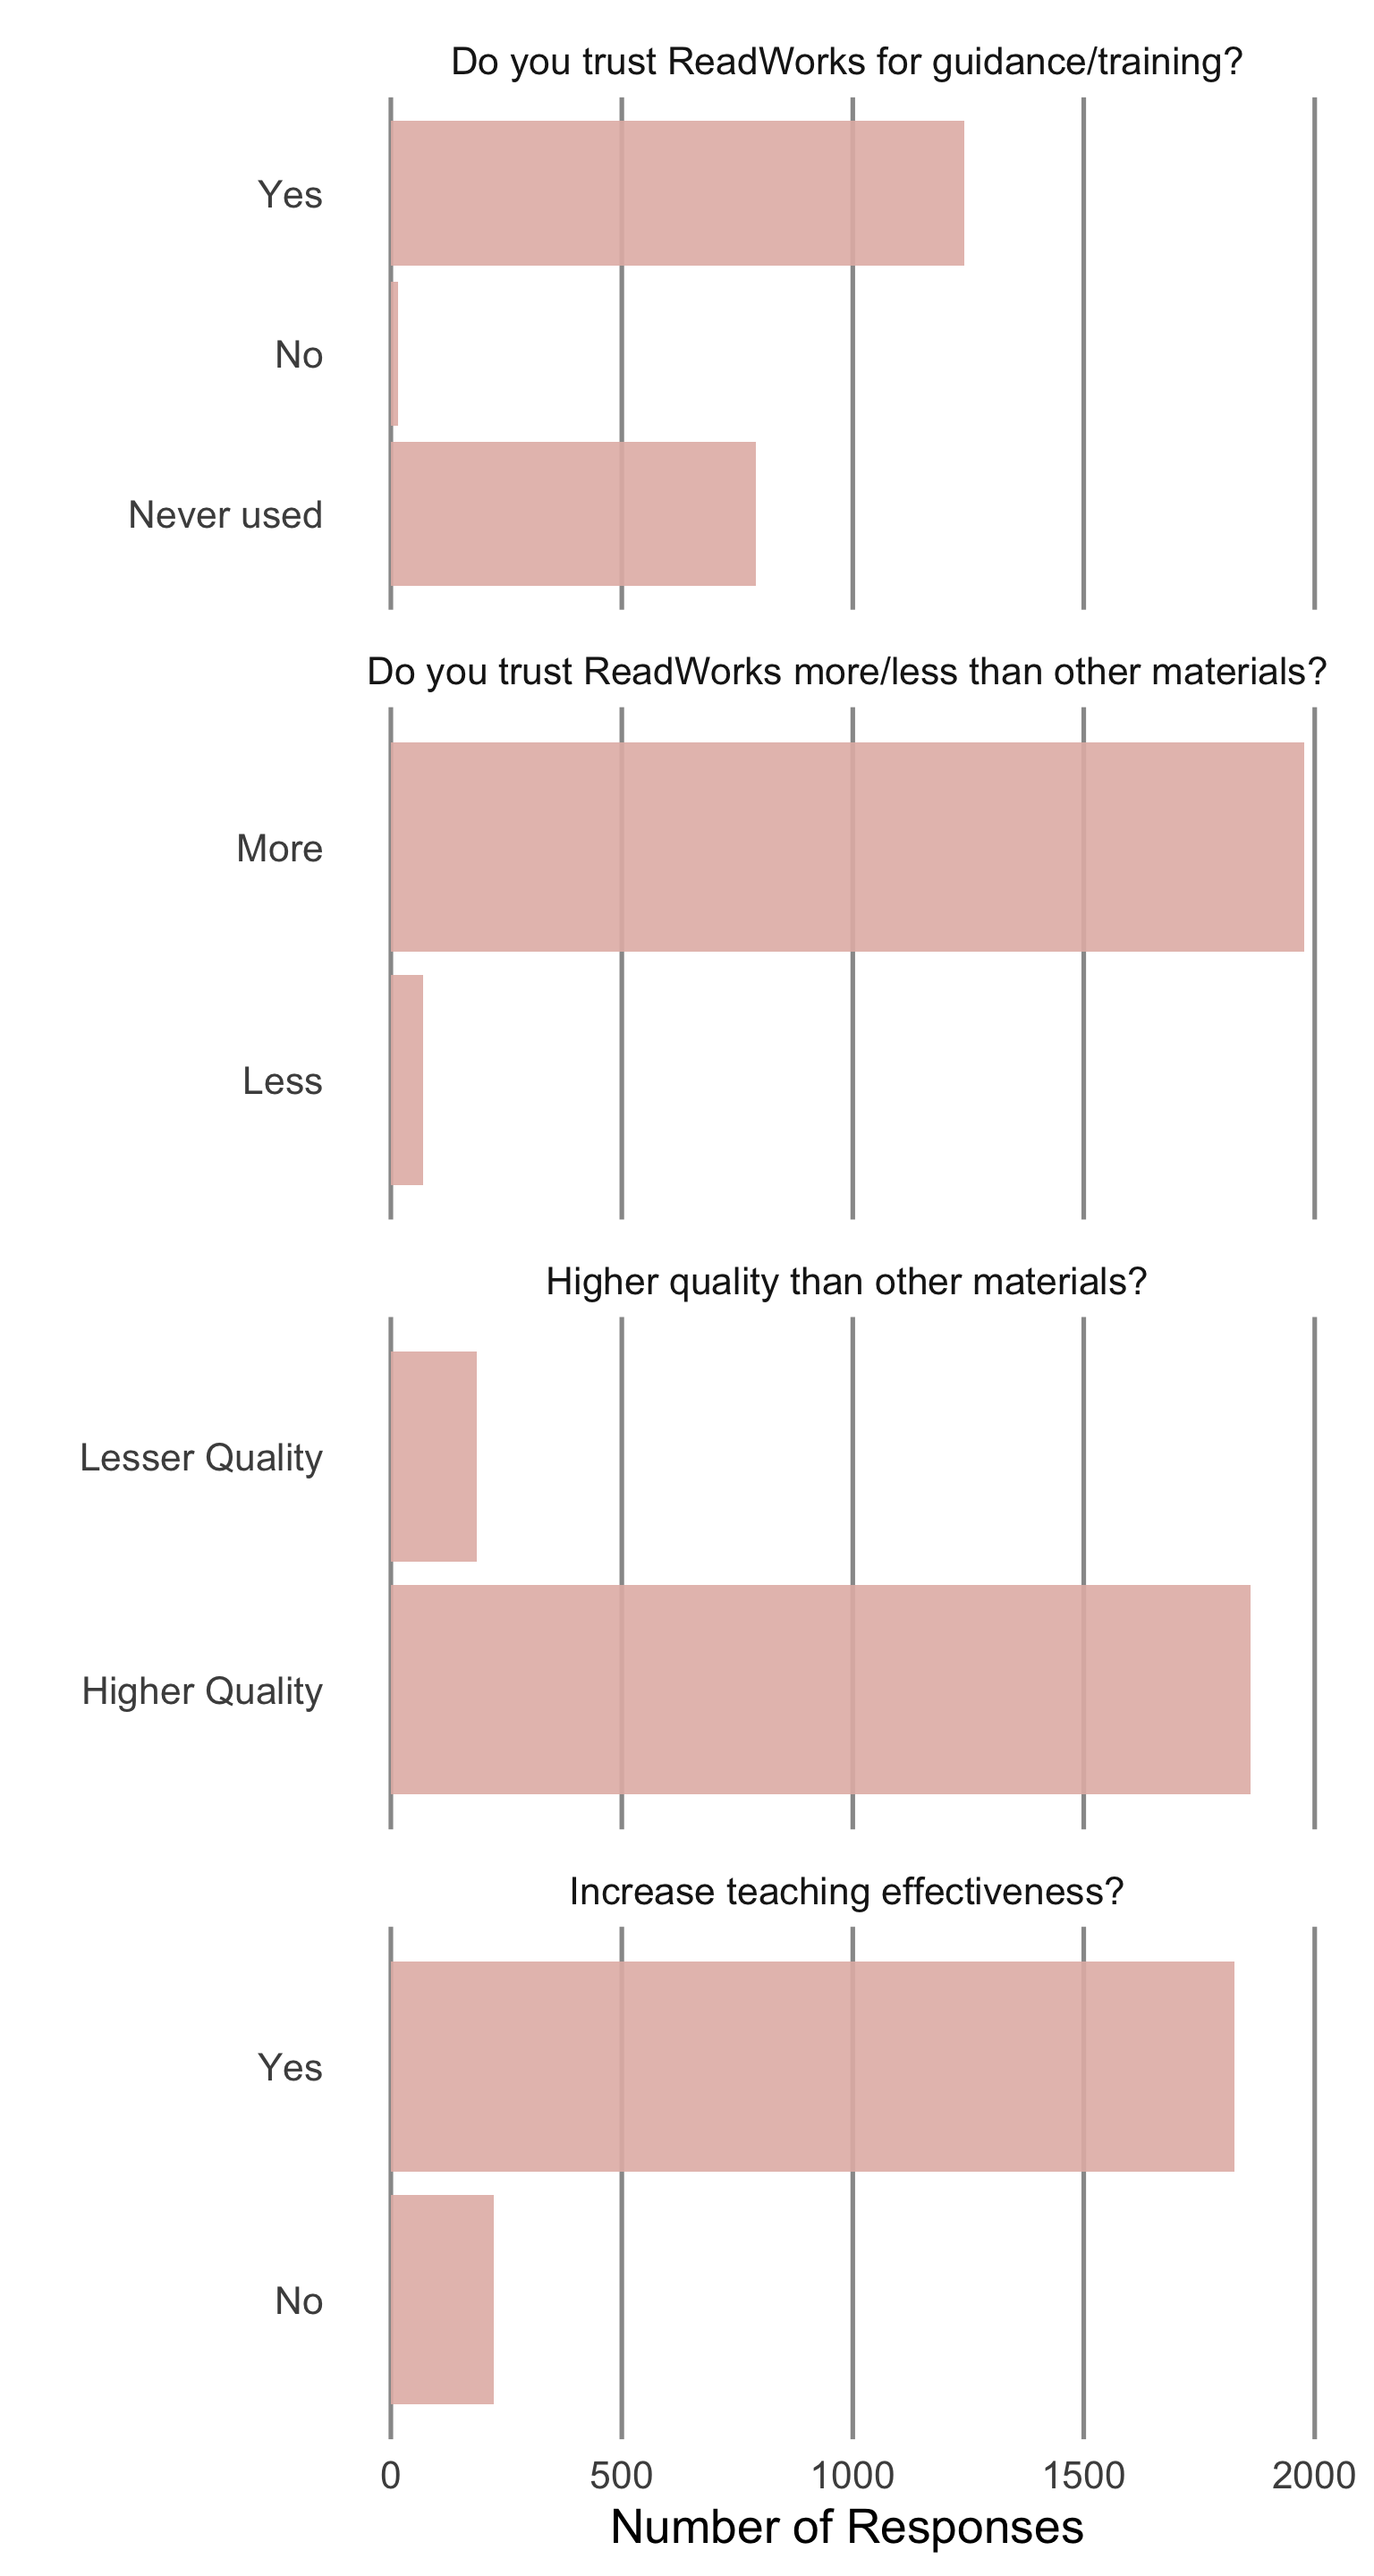 Do you trust ReadWorks for guidance/training?
Yes
No
Never used
Do you trust ReadWorks more/less than other materials?
More
Less
Higher quality than other materials?
Lesser Quality
Higher Quality
Increase teaching effectiveness?
Yes
No
0 500 1000 1500 2000
Number of Responses